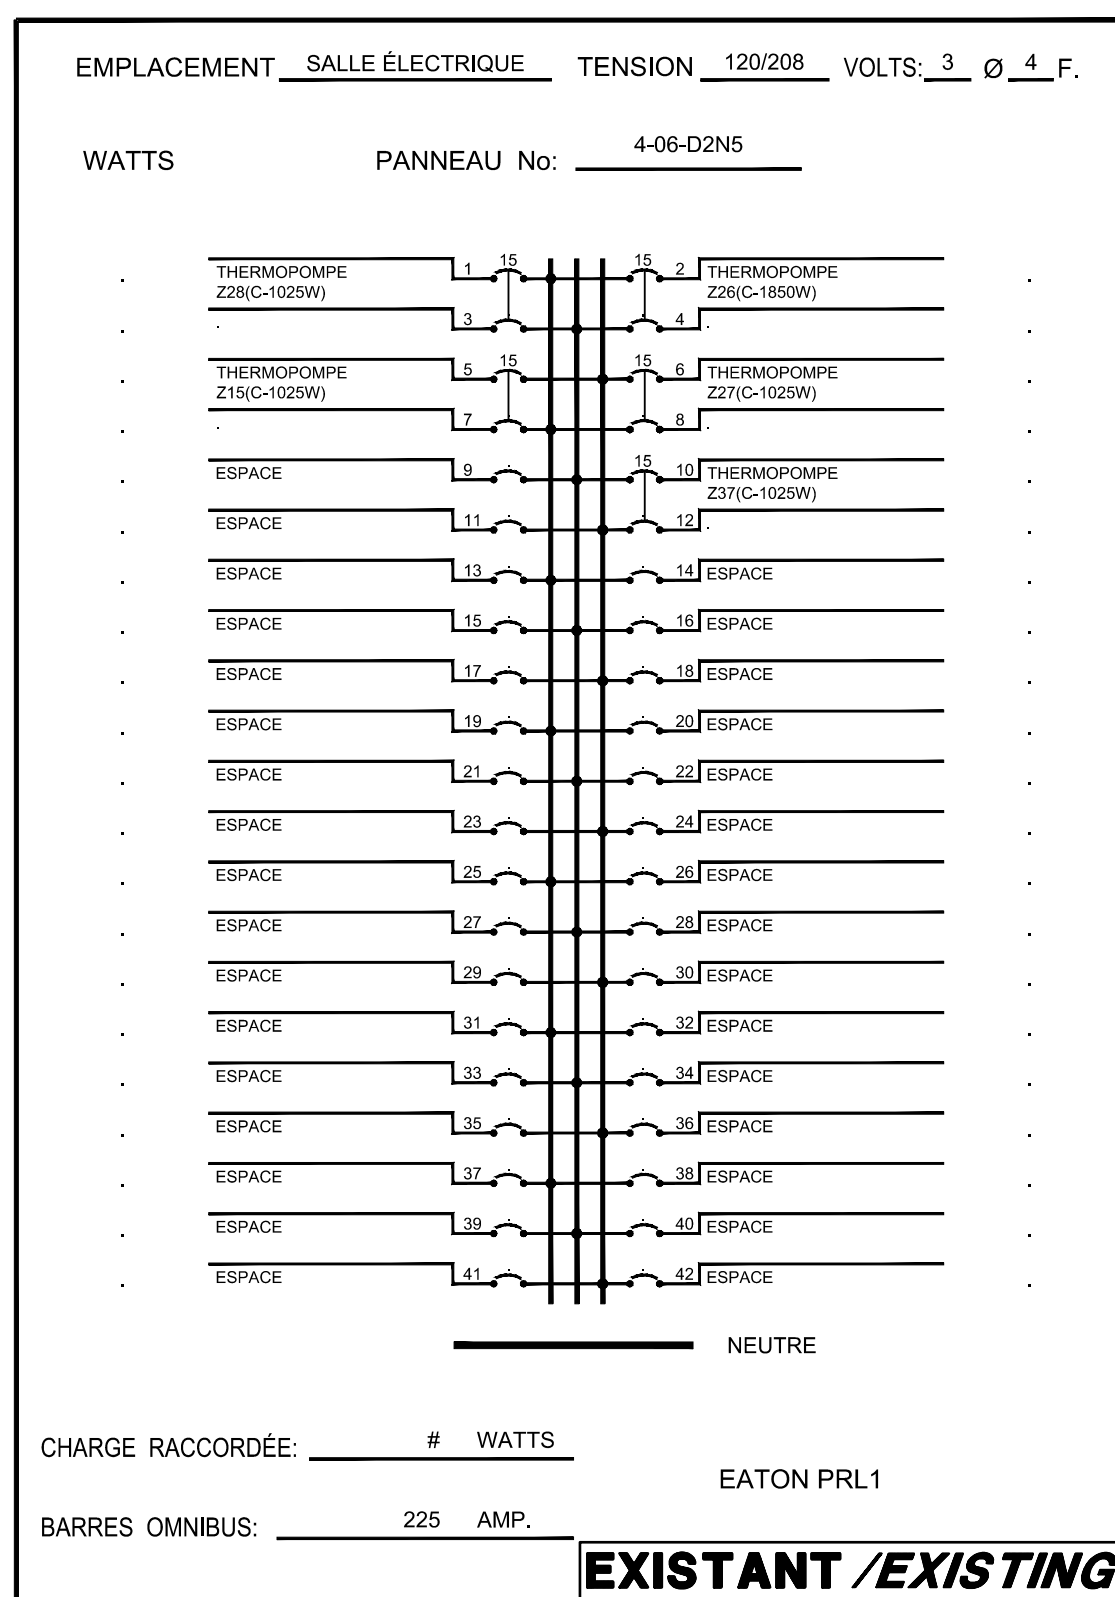 EMPLACEMENT SALLE ÉLECTRIQUE TENSION 120/208 VOLTS: 3 Ø 4 F.
WATTS PANNEAU No: 4-06-D2N5
THERMOPOMPE 1 15 15 2 THERMOPOMPE
Z28(C-1025W) Z26(C-1850W)
. 3 4 .
THERMOPOMPE 5 15 15 6 THERMOPOMPE
Z15(C-1025W) Z27(C-1025W)
. 7 8 .
ESPACE 9 15 10 THERMOPOMPE
Z37(C-1025W)
ESPACE 11 12 .
ESPACE 13 14 ESPACE
ESPACE 15 16 ESPACE
ESPACE 17 18 ESPACE
ESPACE 19 20 ESPACE
ESPACE 21 22 ESPACE
ESPACE 23 24 ESPACE
ESPACE 25 26 ESPACE
ESPACE 27 28 ESPACE
ESPACE 29 30 ESPACE
ESPACE 31 32 ESPACE
ESPACE 33 34 ESPACE
ESPACE 35 36 ESPACE
ESPACE 37 38 ESPACE
ESPACE 39 40 ESPACE
ESPACE 41 42 ESPACE
NEUTRE
CHARGE RACCORDÉE: # WATTS
EATON PRL1
BARRES OMNIBUS: 225 AMP.
EXISTANT /EXISTING